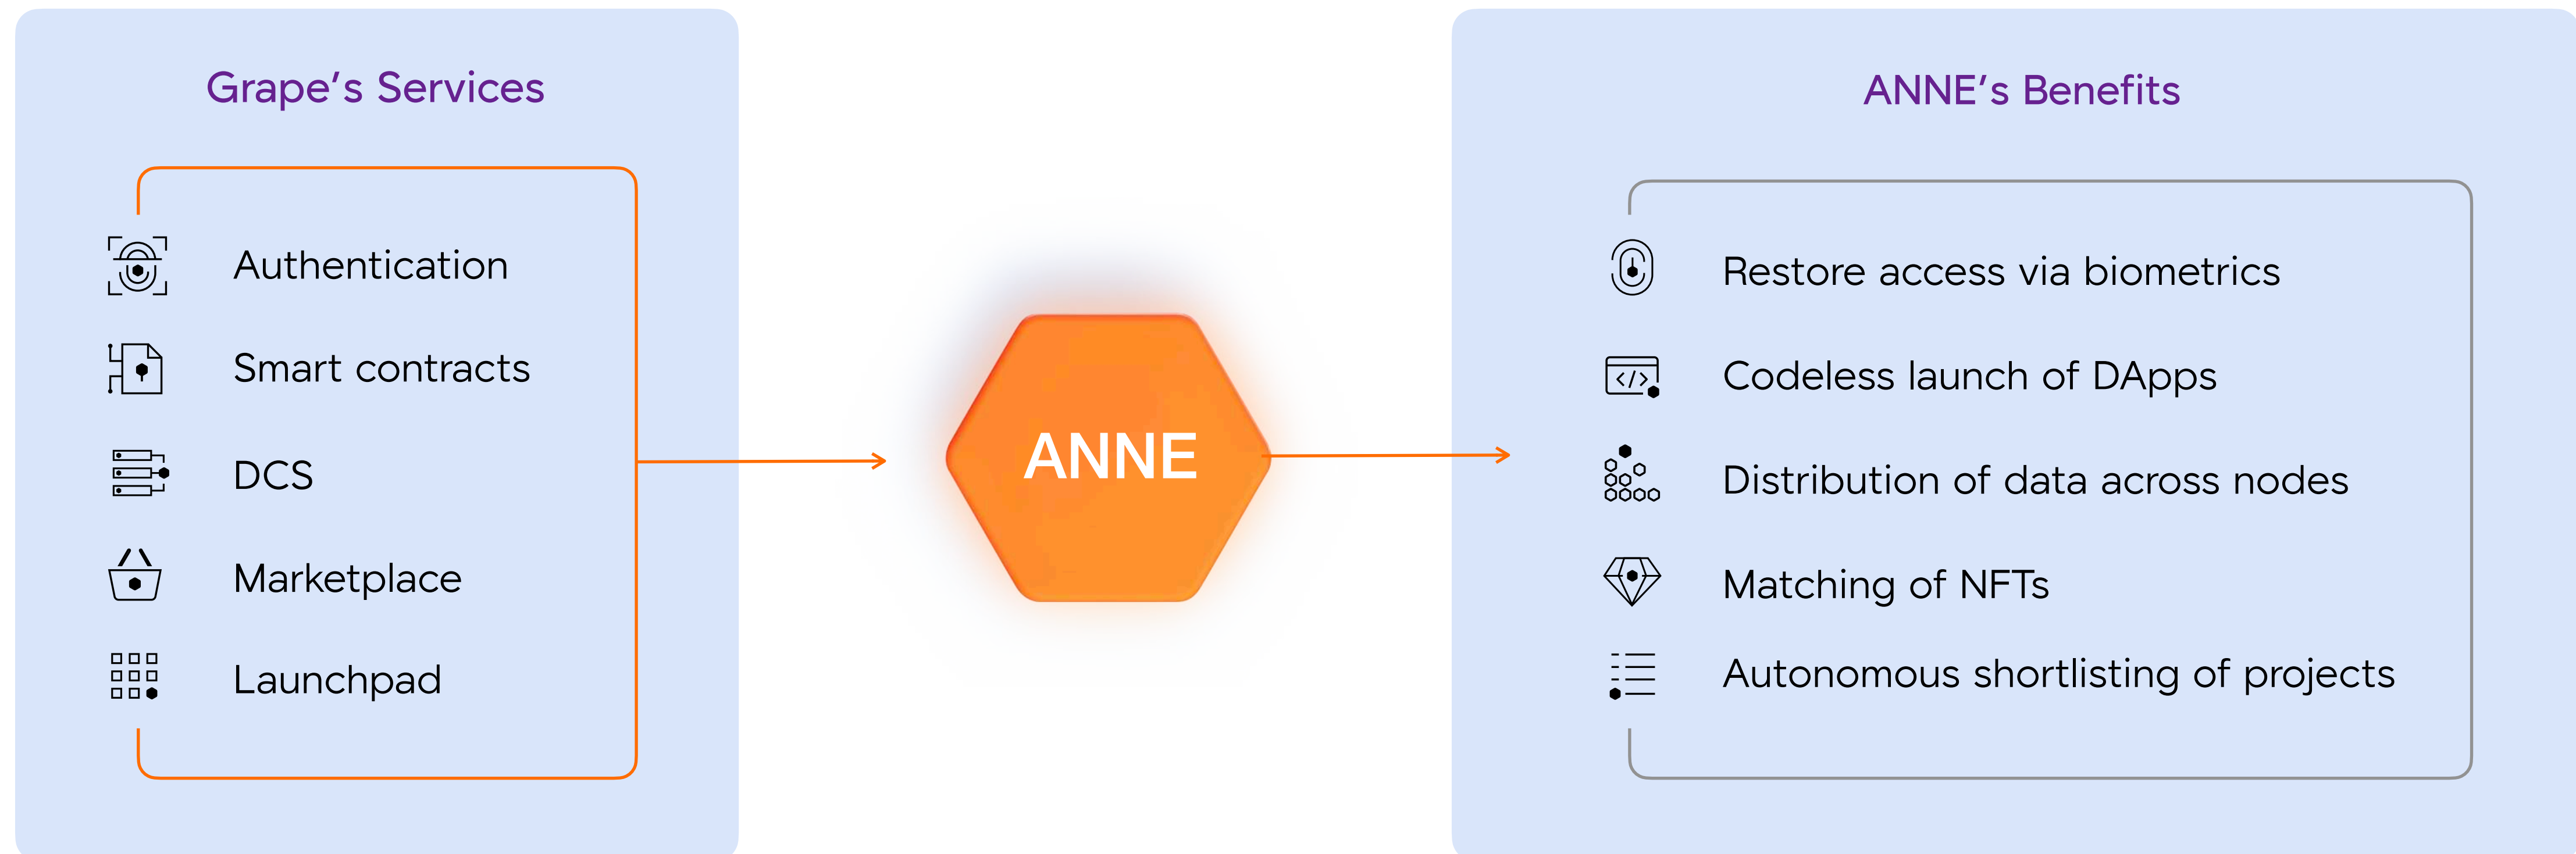 Grape's Services
Authentication
Smart contracts
DCS
Marketplace
Launchpad
ANNE
ANNE's Benefits
Restore access via biometrics
Codeless launch of DApps
Distribution of data across nodes
Matching of NFTs
Autonomous shortlisting of projects